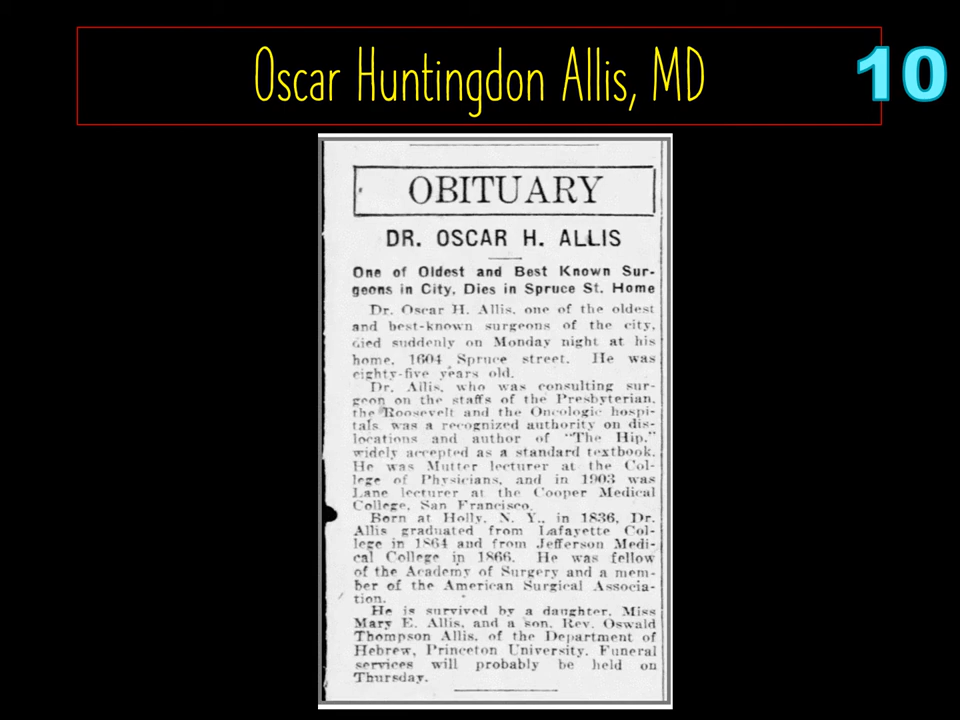 Oscar Huntingdon Allis, MD
10
OBITUARY
DR. OSCAR H. ALLIS
One of Oldest and Best Known Sur-
geons in City, Dies in Spruce St. Home
Dr. Oscar H. Allis, one of the oldest
and best-known surgeons of the city,
died suddenly on Monday night at his
home, 1604 Spruce street. He was
eighty-five years old.
Dr. Allis, who was consulting sur-
geon on the staffs of the Presbyterian,
the Roosevelt and the Oncologic hospi-
tals, was a recognized authority on dis-
locations and author of "The Hip,"
widely accepted as a standard textbook.
He was Mutter lecturer at the Col-
lege of Physicians, and in 1903 was
Lane lecturer at the Cooper Medical
College, San Francisco.
Born at Holly, N. Y., in 1836, Dr.
Allis graduated from Lafayette Col-
lege in 1864 and from Jefferson Medi-
cal College in 1866. He was fellow
of the Academy of Surgery and a mem-
ber of the American Surgical Associa-
tion.
He is survived by a daughter, Miss
Mary E. Allis, and a son, Rev. Oswald
Thompson Allis, of the Department of
Hebrew, Princeton University. Funeral
services will probably be held on
Thursday.